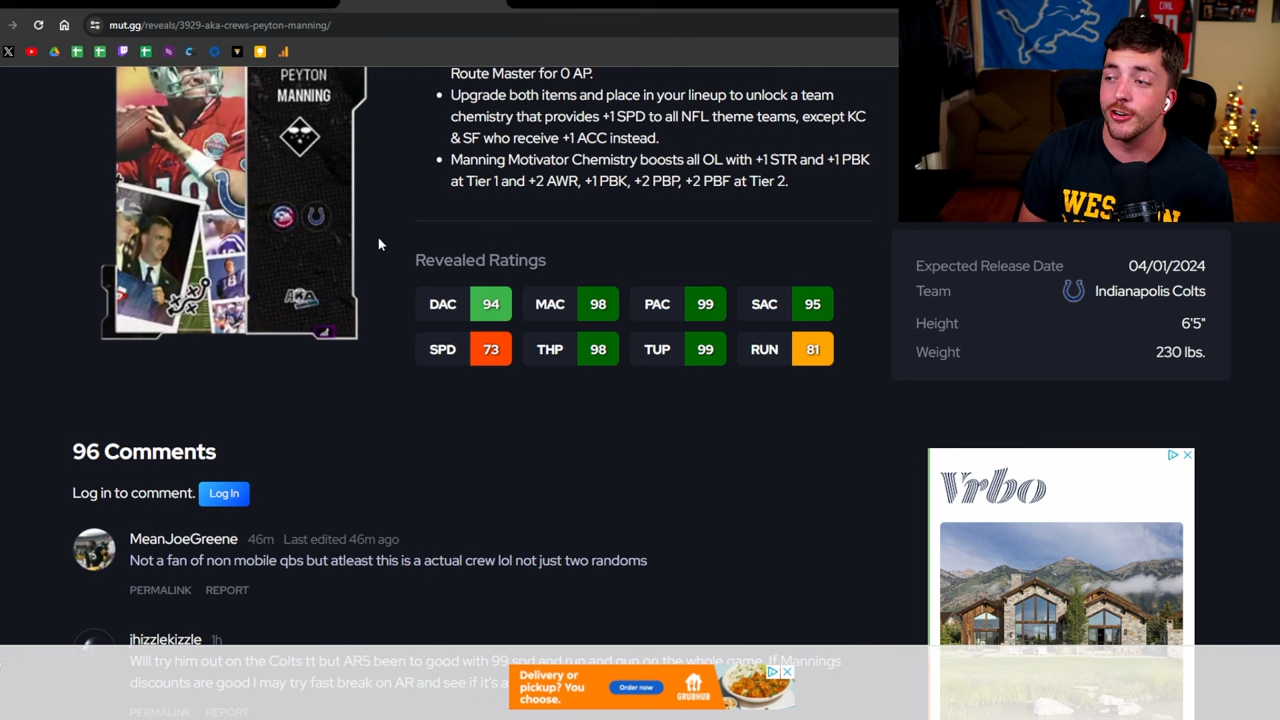 mut.gg/reveals/3929-aka-crews-peyton-manning/
PEYTON
MANNING
AKA
Route Master for 0 AP.
Upgrade both items and place in your lineup to unlock a team
chemistry that provides +1 SPD to all NFL theme teams, except KC
& SF who receive +1 ACC instead.
Manning Motivator Chemistry boosts all OL with +1 STR and +1 PBK
at Tier 1 and +2 AWR, +1 PBK, +2 PBP, +2 PBF at Tier 2.
Revealed Ratings
DAC 94 MAC 98 PAC 99 SAC 95
SPD 73 THP 98 TUP 99 RUN 81
WES
Expected Release Date 04/01/2024
Team Indianapolis Colts
Height 6'5"
Weight 230 lbs.
96 Comments
Log in to comment. Log In
MeanJoeGreene 46m Last edited 46m ago
Not a fan of non mobile qbs but atleast this is a actual crew lol not just two randoms
PERMALINK REPORT
jhizzlekizzle 1h
Will try him out on the Colts tt but AR5 been to good with 99 spd and run and gun on the whole game. If Mannings
discounts are good I may try fast break on AR and see if it's a
PERMALINK REPORT
Vrbo
Delivery or
pickup? You
choose.
Order now
GRUBHUB